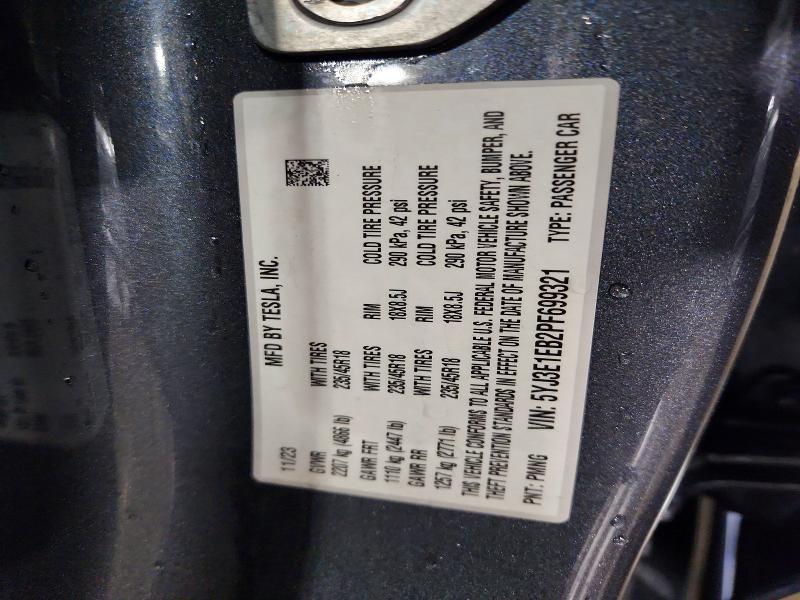 MFD BY TESLA, INC.
11/23
GVWR WITH TIRES
2207 kg (4866 lb) 235/45R18
GAWR FRT WITH TIRES RIM COLD TIRE PRESSURE
1110 kg (2447 lb) 235/45R18 18X8.5J 290 kPa, 42 psi
GAWR RR WITH TIRES RIM COLD TIRE PRESSURE
1257 kg (2771 lb) 235/45R18 18X8.5J 290 kPa, 42 psi
THIS VEHICLE CONFORMS TO ALL APPLICABLE U.S. FEDERAL MOTOR VEHICLE SAFETY, BUMPER, AND
THEFT PREVENTION STANDARDS IN EFFECT ON THE DATE OF MANUFACTURE SHOWN ABOVE.
PNT: PMNG VIN: 5YJ3E1EB2PF699321 TYPE: PASSENGER CAR